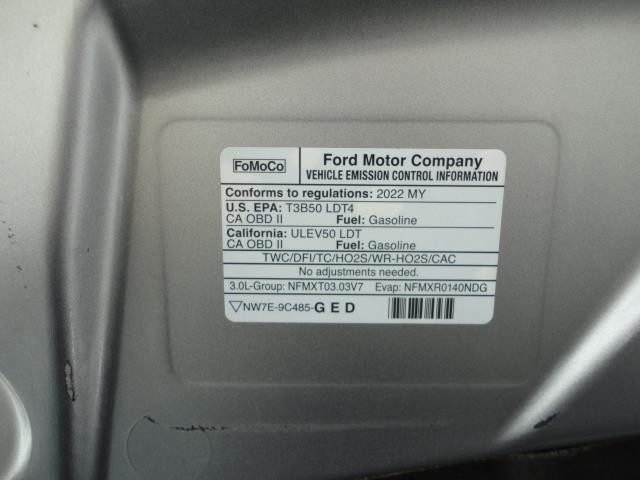 FoMoCo
Ford Motor Company
VEHICLE EMISSION CONTROL INFORMATION
Conforms to regulations: 2022 MY
U.S. EPA: T3B50 LDT4
CA OBD II Fuel: Gasoline
California: ULEV50 LDT
CA OBD II Fuel: Gasoline
TWC/DFI/TC/HO2S/WR-HO2S/CAC
No adjustments needed.
3.0L-Group: NFMXT03.03V7 Evap: NFMXR0140NDG
NW7E-9C485-GED